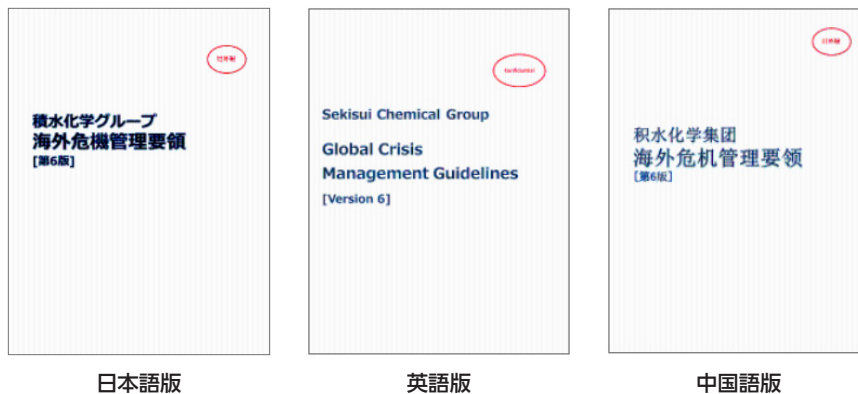 積水化学グループ
海外危機管理要領
[第6版]
Confidential
Sekisui Chemical Group
Global Crisis
Management Guidelines
[Version 6]
积水化学集团
海外危机管理要领
[第6版]
日本語版
英語版
中国語版